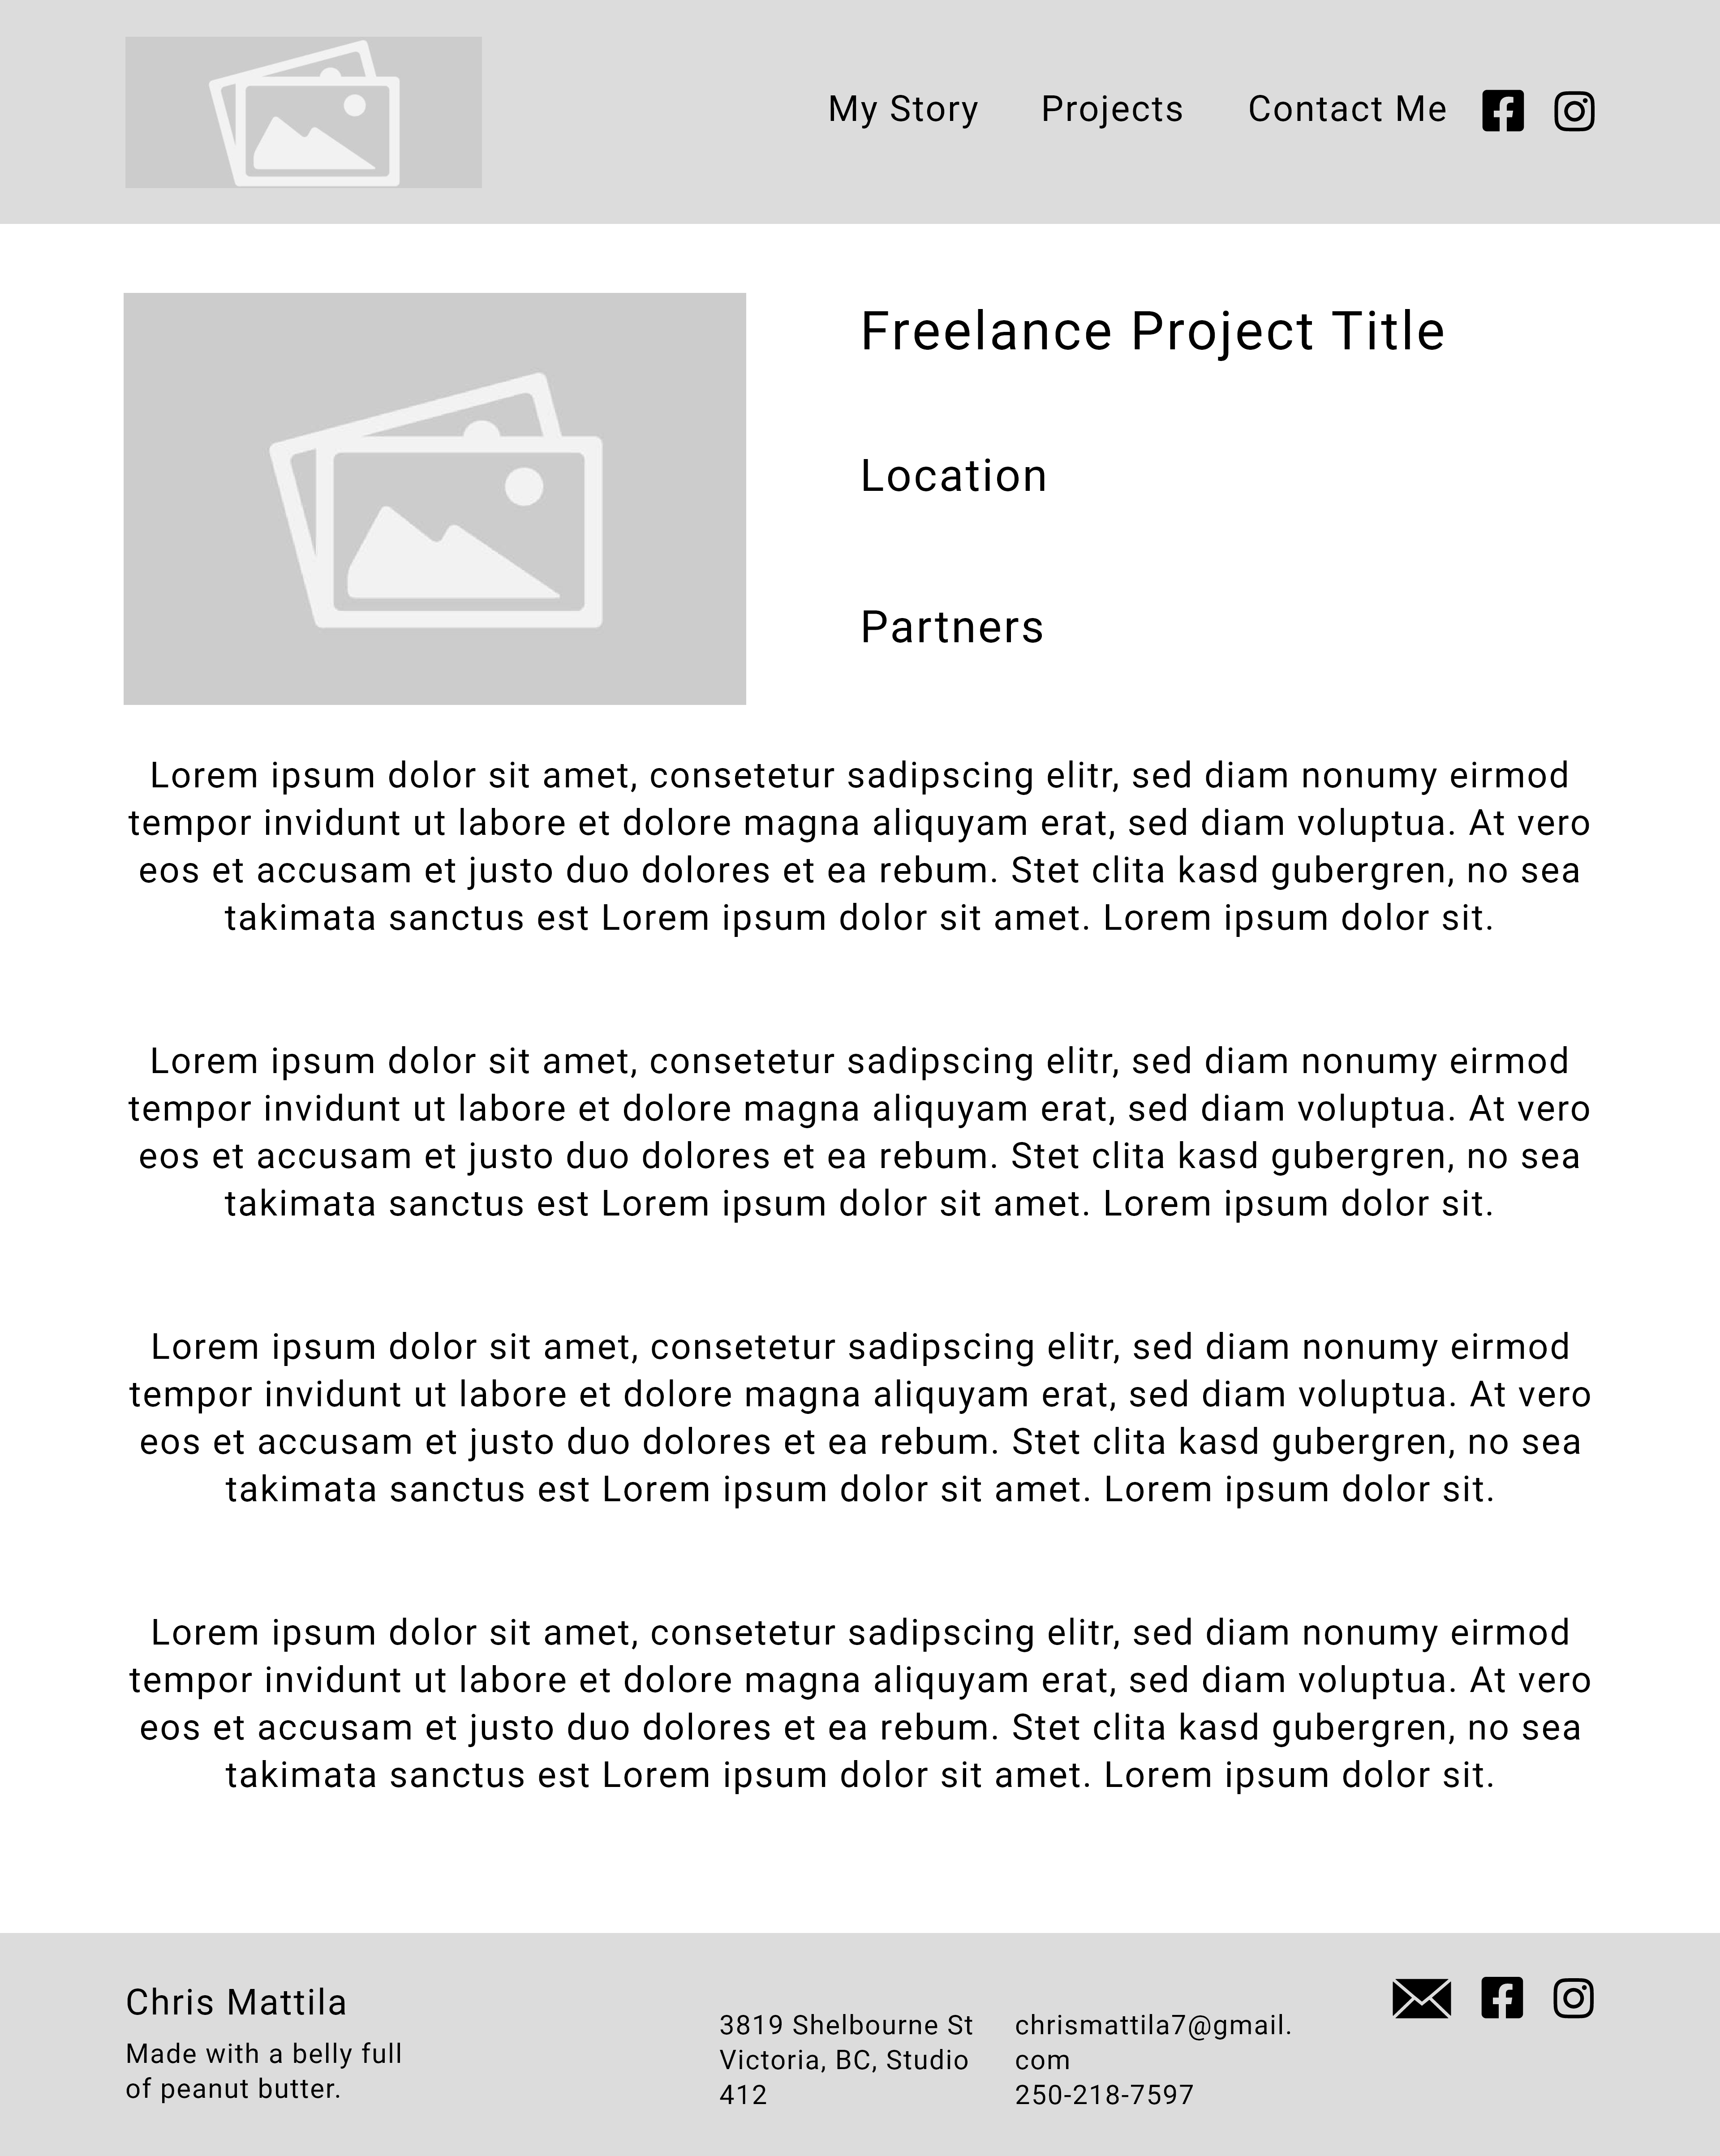 My Story Projects Contact Me
Freelance Project Title
Location
Partners
Lorem ipsum dolor sit amet, consetetur sadipscing elitr, sed diam nonumy eirmod
tempor invidunt ut labore et dolore magna aliquyam erat, sed diam voluptua. At vero
eos et accusam et justo duo dolores et ea rebum. Stet clita kasd gubergren, no sea
takimata sanctus est Lorem ipsum dolor sit amet. Lorem ipsum dolor sit.
Lorem ipsum dolor sit amet, consetetur sadipscing elitr, sed diam nonumy eirmod
tempor invidunt ut labore et dolore magna aliquyam erat, sed diam voluptua. At vero
eos et accusam et justo duo dolores et ea rebum. Stet clita kasd gubergren, no sea
takimata sanctus est Lorem ipsum dolor sit amet. Lorem ipsum dolor sit.
Lorem ipsum dolor sit amet, consetetur sadipscing elitr, sed diam nonumy eirmod
tempor invidunt ut labore et dolore magna aliquyam erat, sed diam voluptua. At vero
eos et accusam et justo duo dolores et ea rebum. Stet clita kasd gubergren, no sea
takimata sanctus est Lorem ipsum dolor sit amet. Lorem ipsum dolor sit.
Lorem ipsum dolor sit amet, consetetur sadipscing elitr, sed diam nonumy eirmod
tempor invidunt ut labore et dolore magna aliquyam erat, sed diam voluptua. At vero
eos et accusam et justo duo dolores et ea rebum. Stet clita kasd gubergren, no sea
takimata sanctus est Lorem ipsum dolor sit amet. Lorem ipsum dolor sit.
Chris Mattila
Made with a belly full
of peanut butter.
3819 Shelbourne St
Victoria, BC, Studio
412
chrismattila7@gmail.
com
250-218-7597